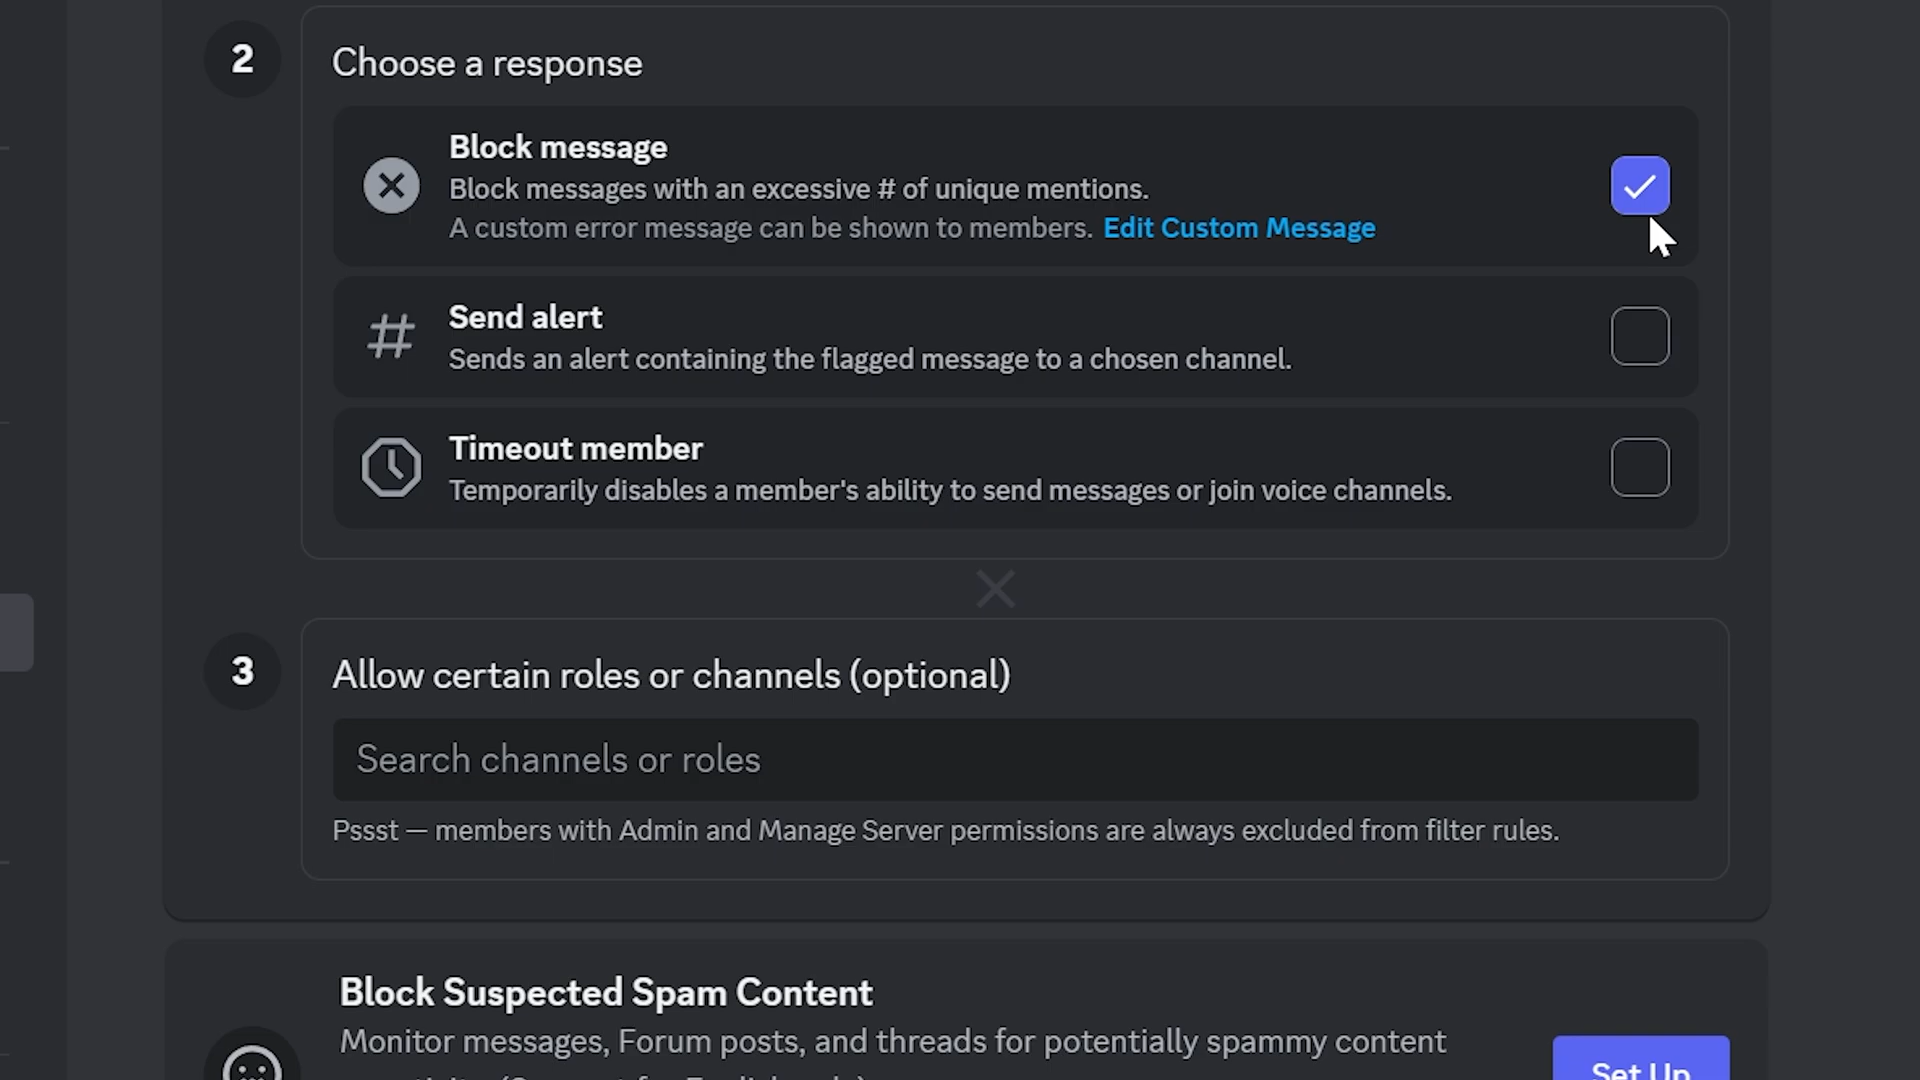 2
Choose a response
Block message
Block messages with an excessive # of unique mentions.
A custom error message can be shown to members. Edit Custom Message
Send alert
Sends an alert containing the flagged message to a chosen channel.
Timeout member
Temporarily disables a member's ability to send messages or join voice channels.
3
Allow certain roles or channels (optional)
Search channels or roles
Pssst — members with Admin and Manage Server permissions are always excluded from filter rules.
Block Suspected Spam Content
Monitor messages, Forum posts, and threads for potentially spammy content
Set Up